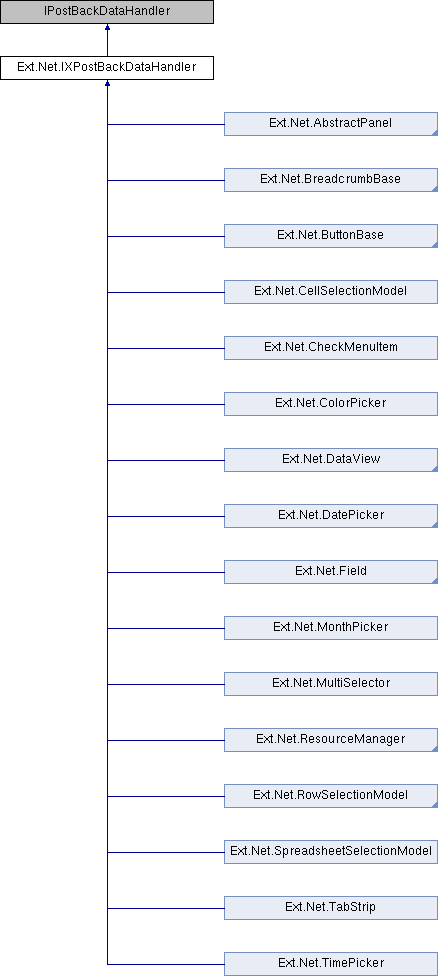 IPostBackDataHandler
Ext.Net.IXPostBackDataHandler
Ext.Net.AbstractPanel
Ext.Net.BreadcrumbBase
Ext.Net.ButtonBase
Ext.Net.CellSelectionModel
Ext.Net.CheckMenuItem
Ext.Net.ColorPicker
Ext.Net.DataView
Ext.Net.DatePicker
Ext.Net.Field
Ext.Net.MonthPicker
Ext.Net.MultiSelector
Ext.Net.ResourceManager
Ext.Net.RowSelectionModel
Ext.Net.SpreadsheetSelectionModel
Ext.Net.TabStrip
Ext.Net.TimePicker